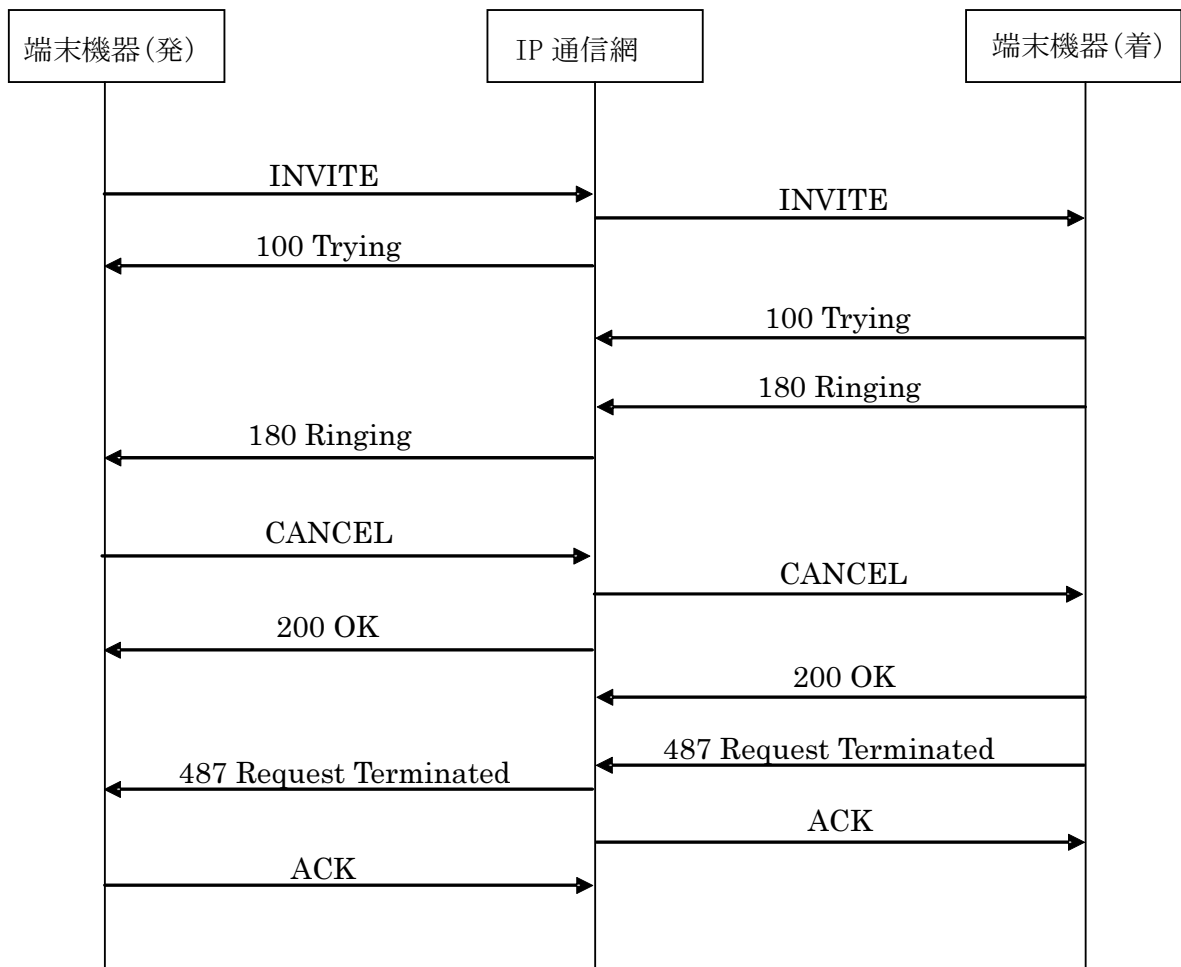 端末機器(発)
IP 通信網
端末機器(着)
INVITE
INVITE
100 Trying
100 Trying
180 Ringing
180 Ringing
CANCEL
CANCEL
200 OK
200 OK
487 Request Terminated
487 Request Terminated
ACK
ACK